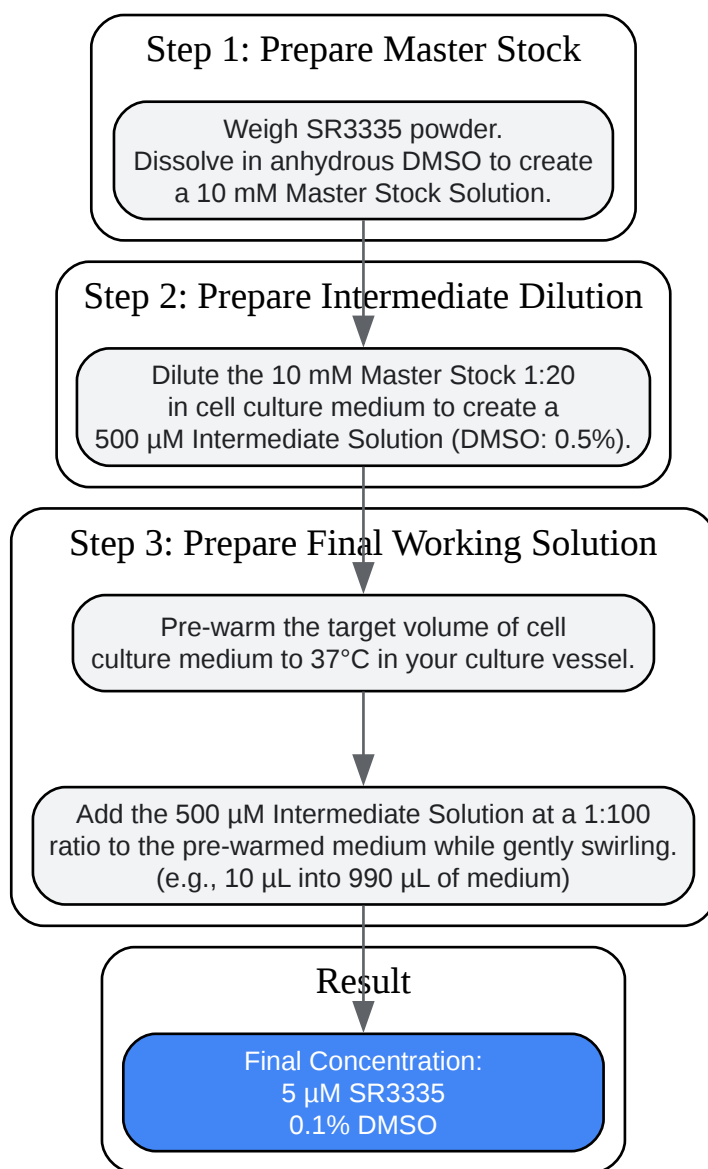 Step 1: Prepare Master Stock
Weigh SR3335 powder.
Dissolve in anhydrous DMSO to create
a 10 mM Master Stock Solution.
Step 2: Prepare Intermediate Dilution
Dilute the 10 mM Master Stock 1:20
in cell culture medium to create a
500 µM Intermediate Solution (DMSO: 0.5%).
Step 3: Prepare Final Working Solution
Pre-warm the target volume of cell
culture medium to 37°C in your culture vessel.
Add the 500 µM Intermediate Solution at a 1:100
ratio to the pre-warmed medium while gently swirling.
(e.g., 10 µL into 990 µL of medium)
Result
Final Concentration:
5 µM SR3335
0.1% DMSO